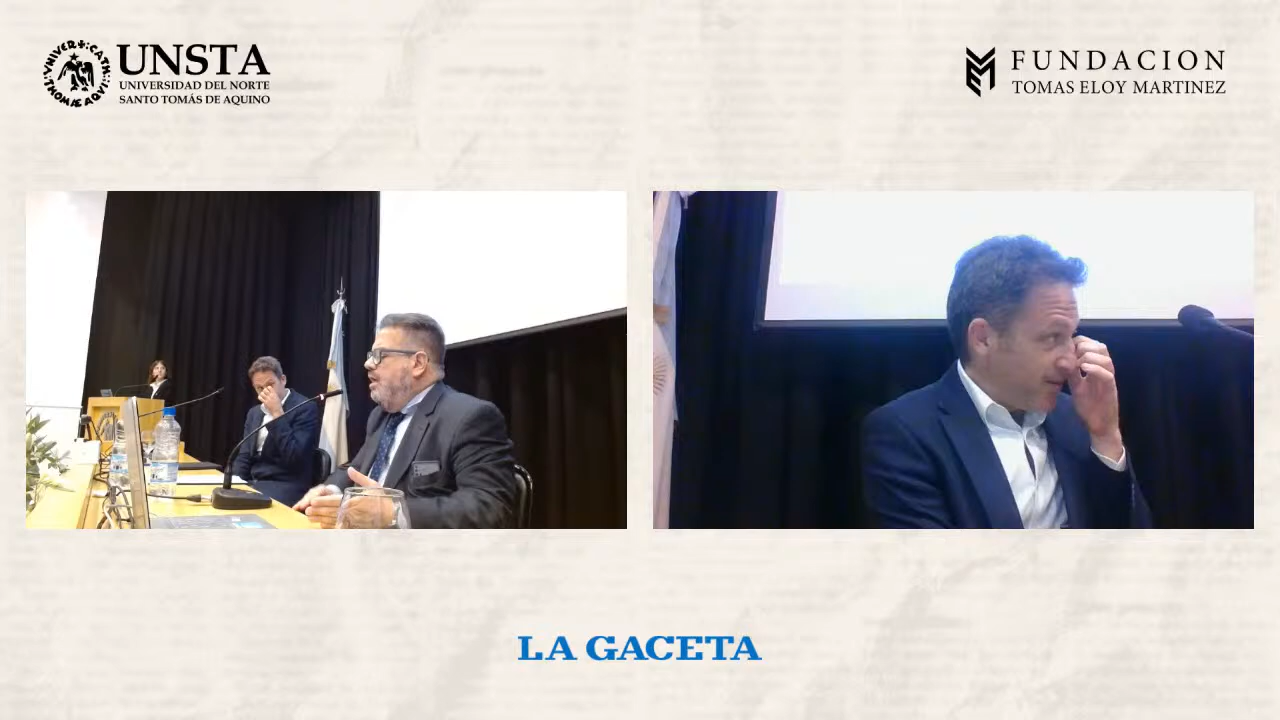 UNSTA
UNIVERSIDAD DEL NORTE
SANTO TOMÁS DE AQUINO
FUNDACION
TOMAS ELOY MARTINEZ
LA GACETA